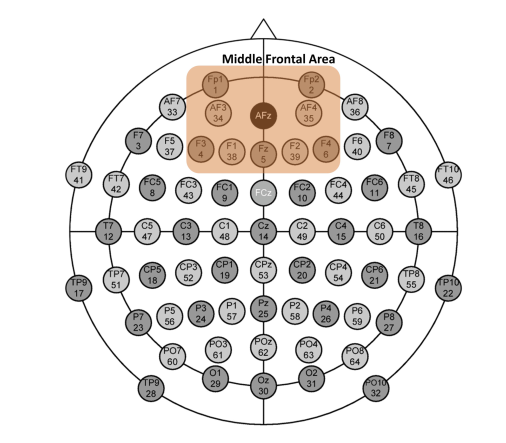 Middle Frontal Area
Fp1
1
Fp2
2
AF7
33
AF3
34
AFz
AF4
35
AF8
36
F7
3
F5
37
F3
4
F1
38
Fz
5
F2
39
F4
6
F6
40
F8
7
FT9
41
FT7
42
FC5
8
FC3
43
FC1
9
FCz
FC2
10
FC4
44
FC6
11
FT8
45
FT10
46
T7
12
C5
47
C3
13
C1
48
Cz
14
C2
49
C4
15
C6
50
T8
16
TP9
17
TP7
51
CP5
18
CP3
52
CP1
19
CPz
53
CP2
20
CP4
54
CP6
21
TP8
55
TP10
22
P7
23
P5
56
P3
24
P1
57
Pz
25
P2
58
P4
26
P6
59
P8
27
PO7
60
PO3
61
POz
62
PO4
63
PO8
64
TP9
28
O1
29
Oz
30
O2
31
PO10
32